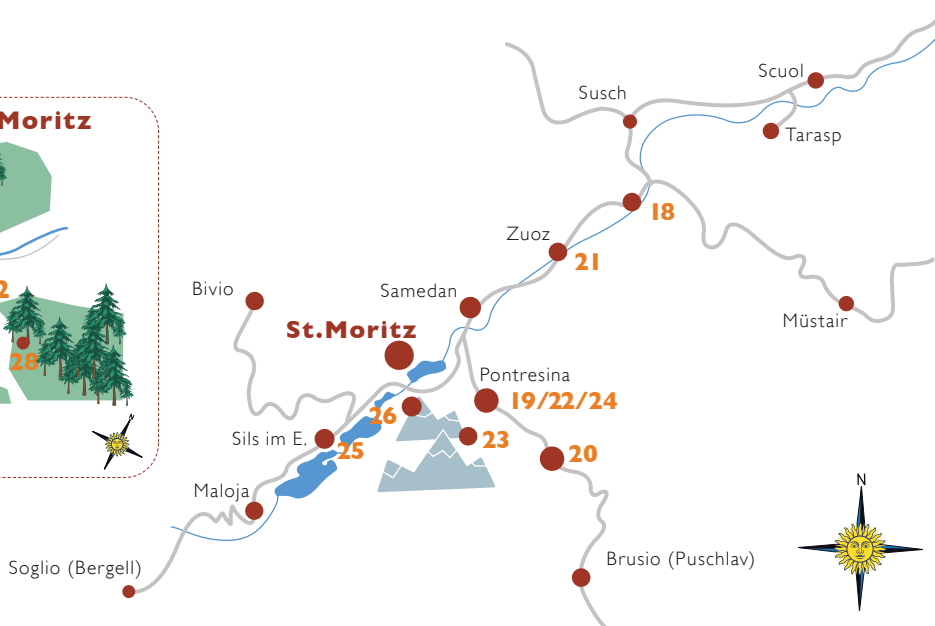 Scuol
Susch
Moritz
Tarasp
18
Zuoz
21
Bivio
Samedan
St.Moritz
Müstair
28
Pontresina
19/22/24
26
N
Sils im E.
23
25
20
Maloja
N
Brusio (Puschlav)
Soglio (Bergell)